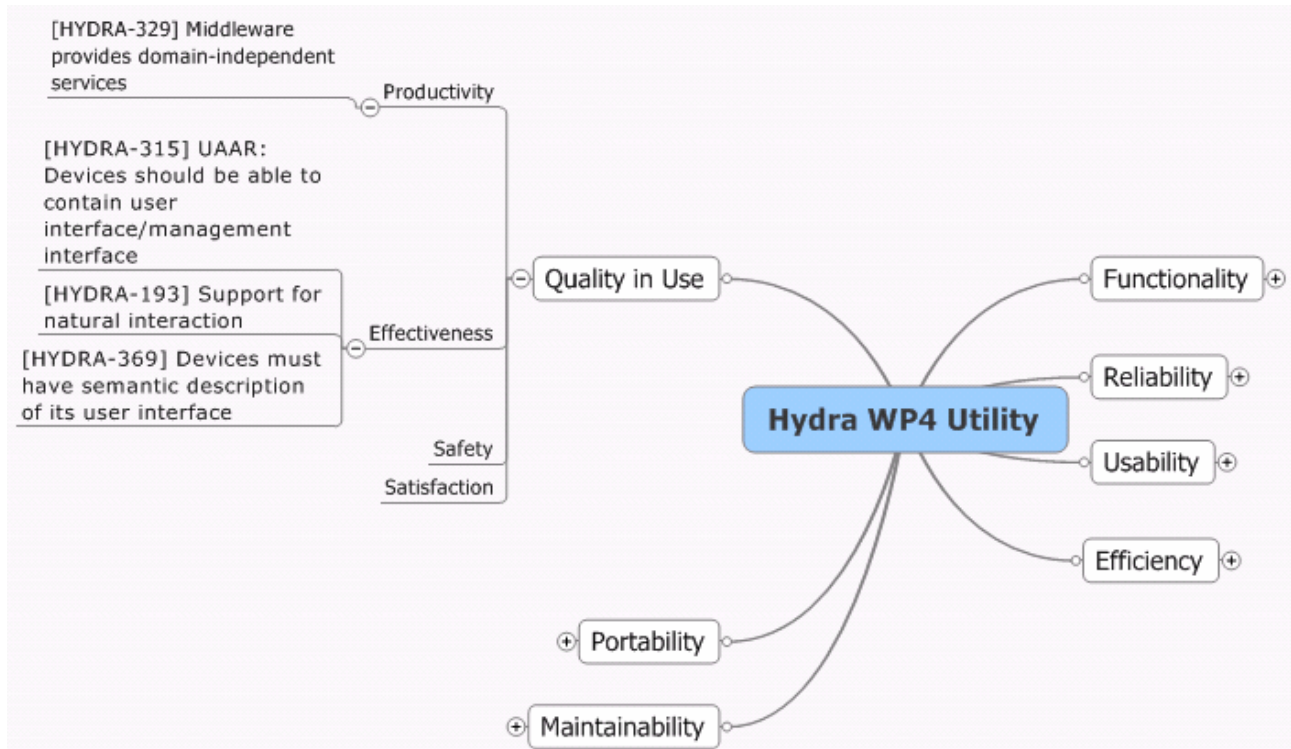 [HYDRA-329] Middleware
provides domain-independent
services
Productivity
[HYDRA-315] UAAR:
Devices should be able to
contain user
interface/management
interface
[HYDRA-193] Support for
natural interaction
Effectiveness
[HYDRA-369] Devices must
have semantic description
of its user interface
Safety
Satisfaction
Quality in Use
Functionality
Reliability
Hydra WP4 Utility
Usability
Efficiency
Portability
Maintainability